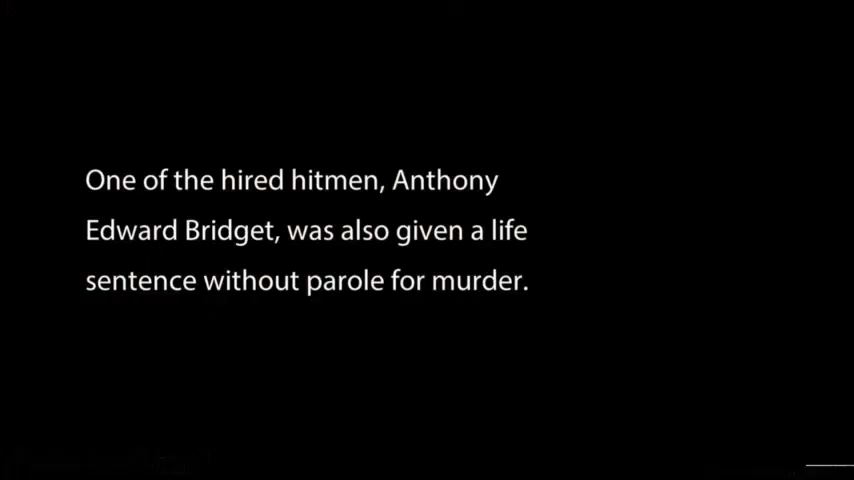 One of the hired hitmen, Anthony
Edward Bridget, was also given a life
sentence without parole for murder.